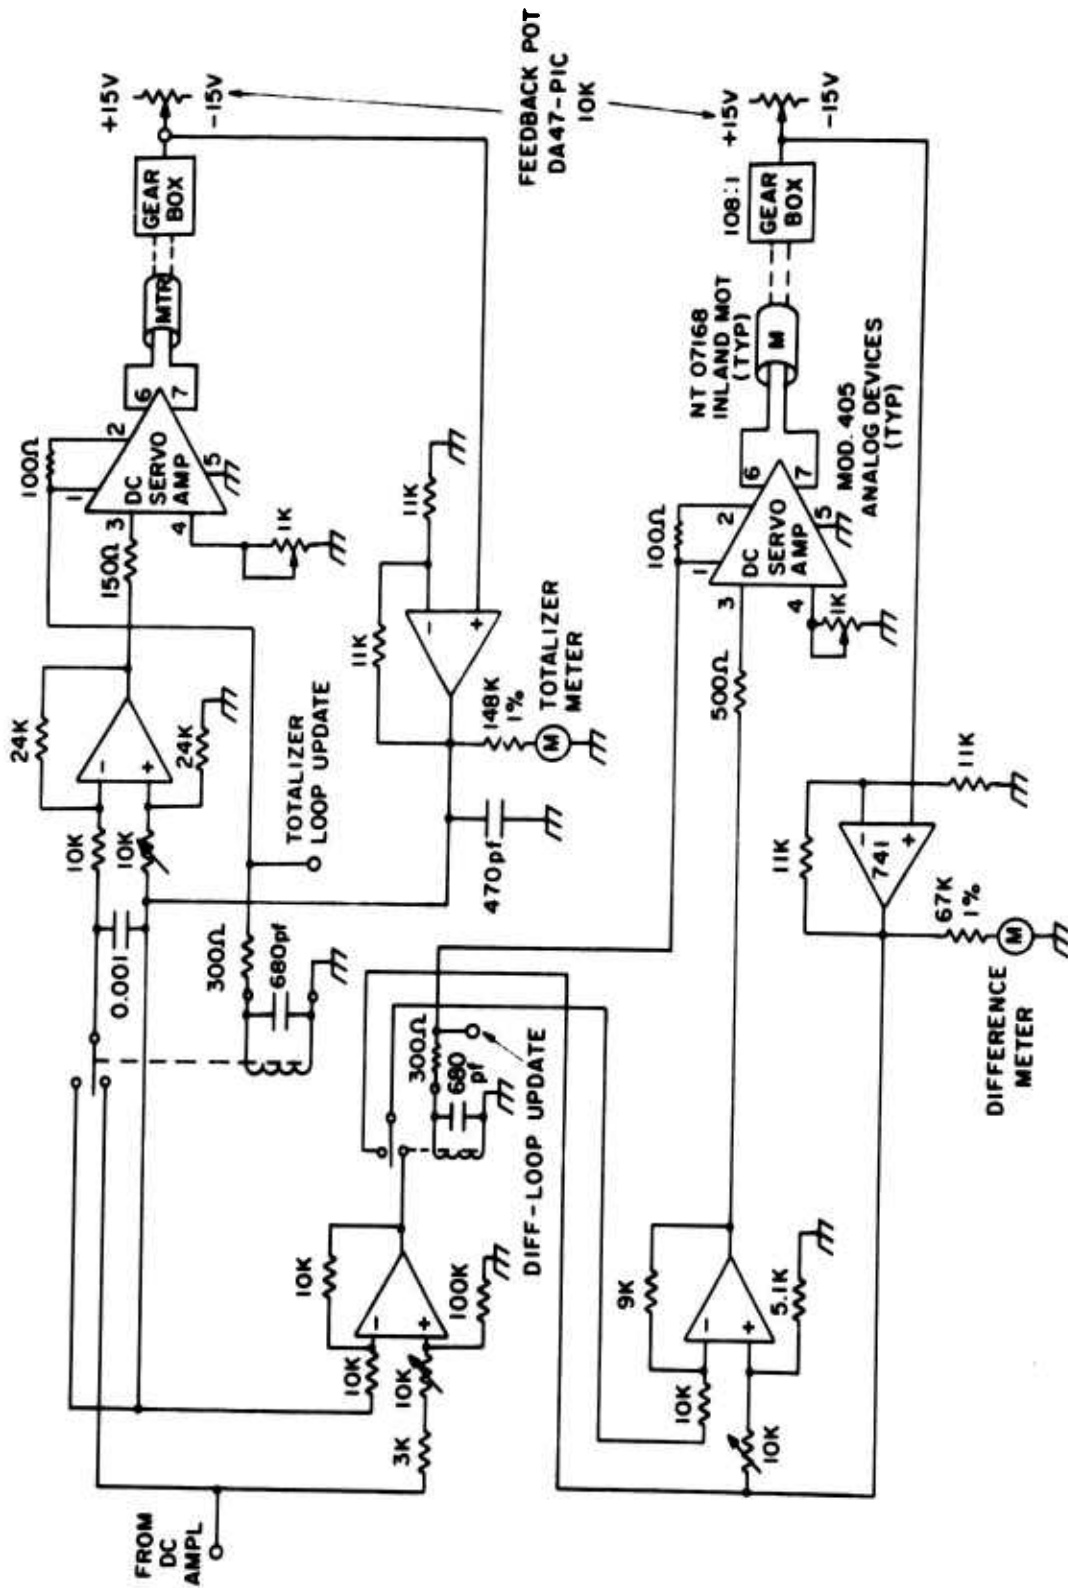 FROM
DC
AMPL
0.001
10K
10K
24K
24K
300Ω
680pf
TOTALIZER
LOOP UPDATE
150Ω
100Ω
1
2
3
4
5
6
7
DC
SERVO
AMP
1K
MTR
GEAR
BOX
+15V
-15V
11K
11K
470pf
148K
1%
M
TOTALIZER
METER
FEEDBACK POT
DA47-PIC
10K
3K
10K
10K
10K
100K
300Ω
680
pf
DIFF-LOOP UPDATE
10K
10K
9K
5.1K
500Ω
100Ω
1
2
3
4
5
6
7
DC
SERVO
AMP
1K
MOD. 405
ANALOG DEVICES
(TYP)
NT 07168
INLAND MOT
(TYP)
M
108:1
GEAR
BOX
+15V
-15V
741
11K
11K
67K
1%
M
DIFFERENCE
METER
-
+
-
+
-
+
-
+
-
+